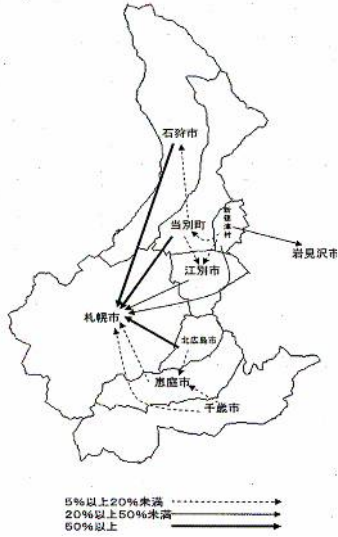 石狩市
当別町
新篠津村
岩見沢市
江別市
札幌市
北広島市
恵庭市
千歳市
5％以上20％未満
20％以上50％未満
50％以上